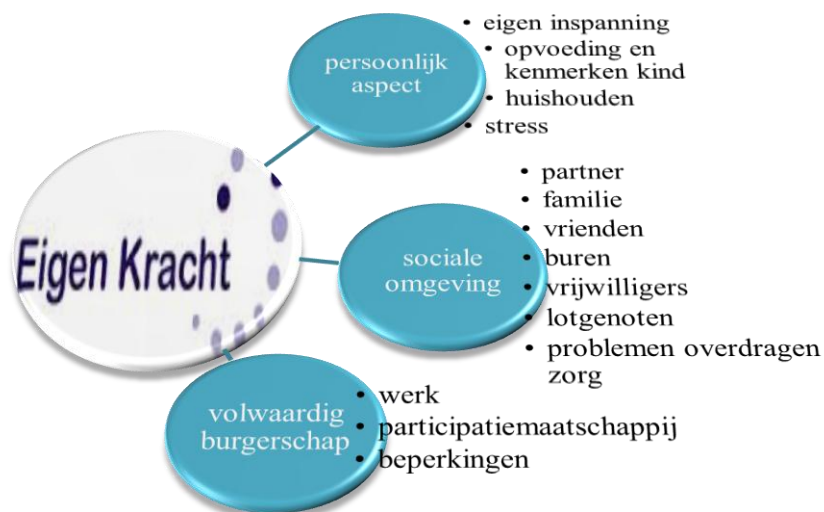 Eigen Kracht
persoonlijk
aspect
• eigen inspanning
• opvoeding en
kenmerken kind
• huishouden
• stress
sociale
omgeving
• partner
• familie
• vrienden
• buren
• vrijwilligers
• lotgenoten
• problemen overdragen
zorg
volwaardig
burgerschap
• werk
• participatiemaatschappij
• beperkingen